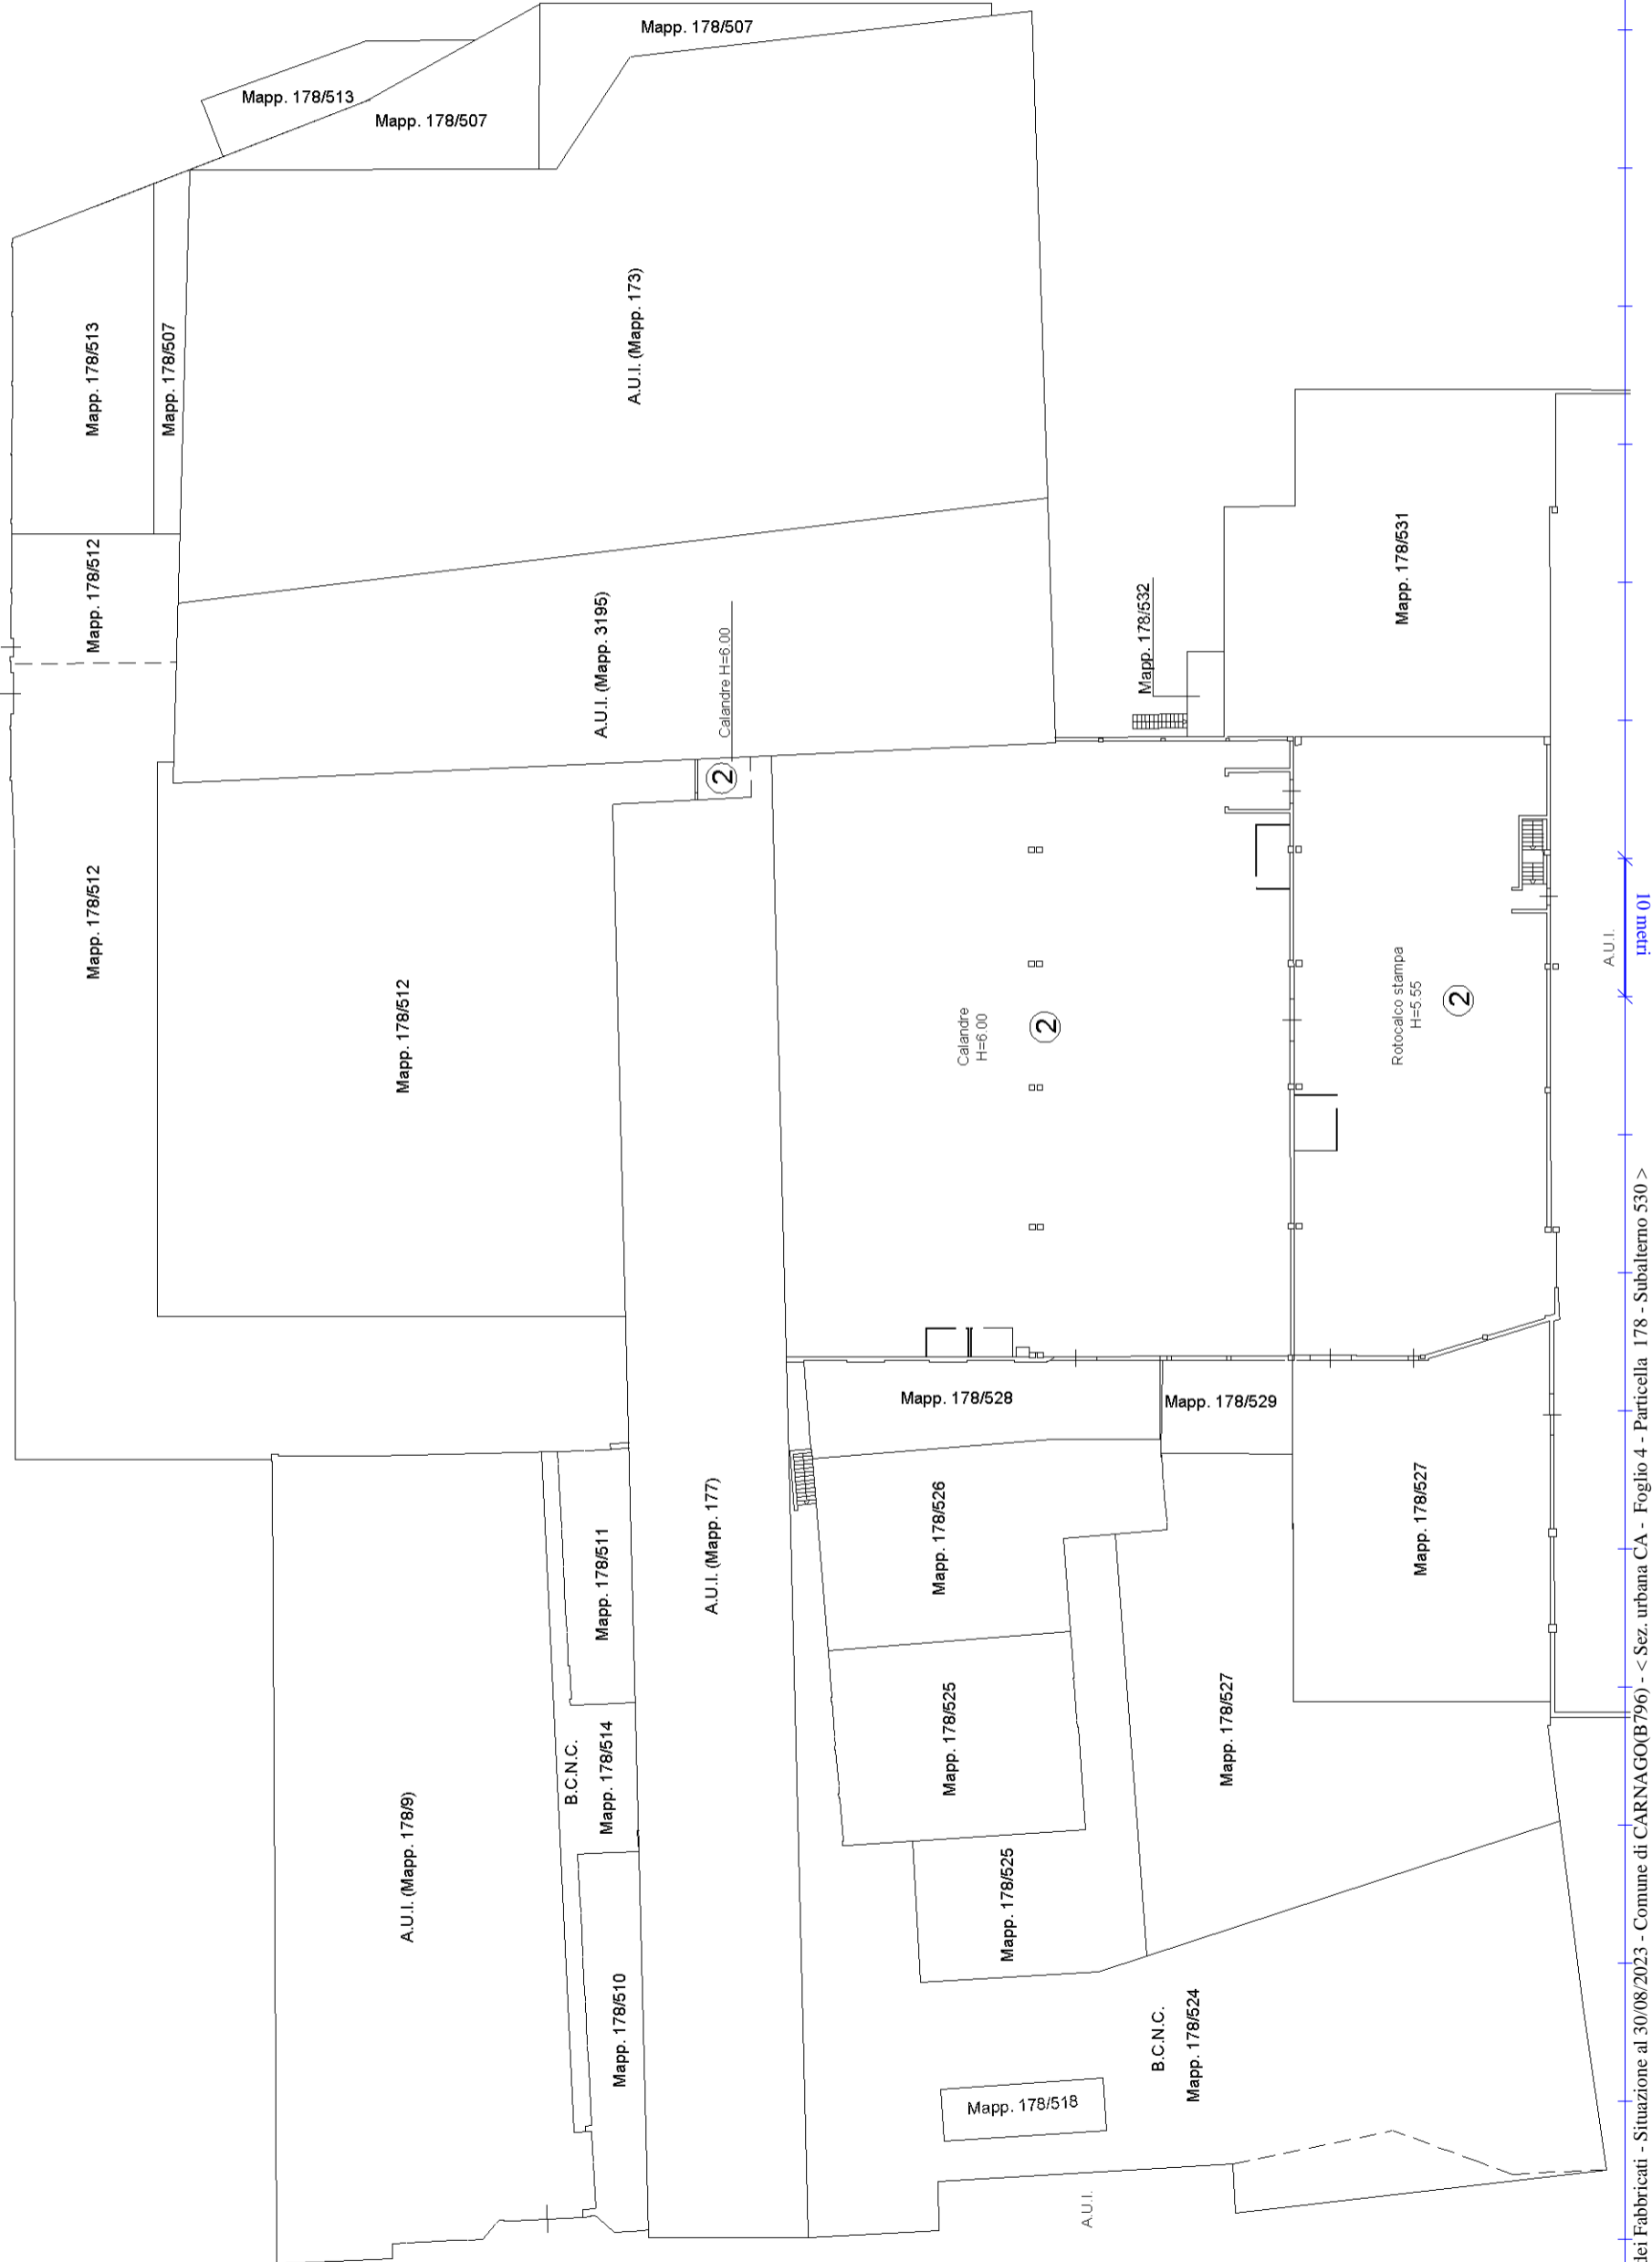 Mapp. 178/507
Mapp. 178/513
Mapp. 178/507
Mapp. 178/513
Mapp. 178/507
A.U.I. (Mapp. 173)
Mapp. 178/512
A.U.I. (Mapp. 3195)
Calandre H=6.00
2
Mapp. 178/532
Mapp. 178/531
Mapp. 178/512
Mapp. 178/512
Calandre
H=6.00
2
Rotocalco stampa
H=5.55
2
A.U.I.
10 metri
Mapp. 178/528
Mapp. 178/529
A.U.I. (Mapp. 177)
Mapp. 178/511
Mapp. 178/526
Mapp. 178/527
B.C.N.C.
Mapp. 178/514
Mapp. 178/525
Mapp. 178/527
A.U.I. (Mapp. 178/9)
Mapp. 178/525
Mapp. 178/510
B.C.N.C.
Mapp. 178/524
Mapp. 178/518
A.U.I.
dei Fabbricati - Situazione al 30/08/2023 - Comune di CARNAGO(B796) - < Sez. urbana CA - Foglio 4 - Particella 178 - Subalterno 530 >